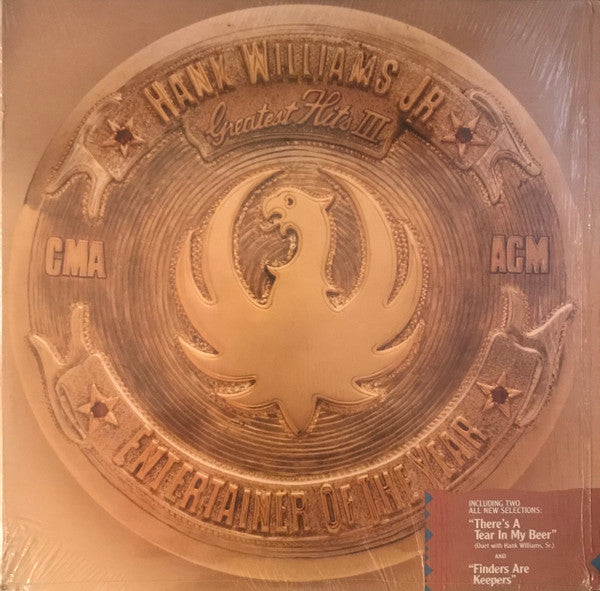 HANK WILLIAMS JR.
Greatest Hits III
CMA
ACM
ENTERTAINER OF THE YEAR
INCLUDING TWO
ALL NEW SELECTIONS:
"There's A
Tear In My Beer"
(Duet with Hank Williams, Sr.)
AND
"Finders Are
Keepers"